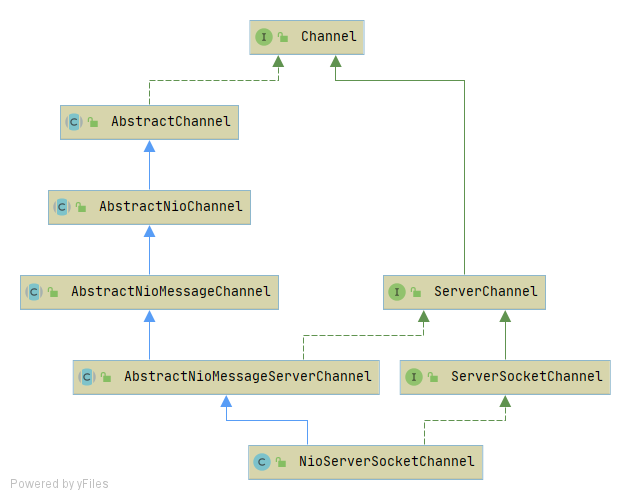 I Channel
C AbstractChannel
C AbstractNioChannel
C AbstractNioMessageChannel
I ServerChannel
C AbstractNioMessageServerChannel
I ServerSocketChannel
C NioServerSocketChannel
Powered by yFiles